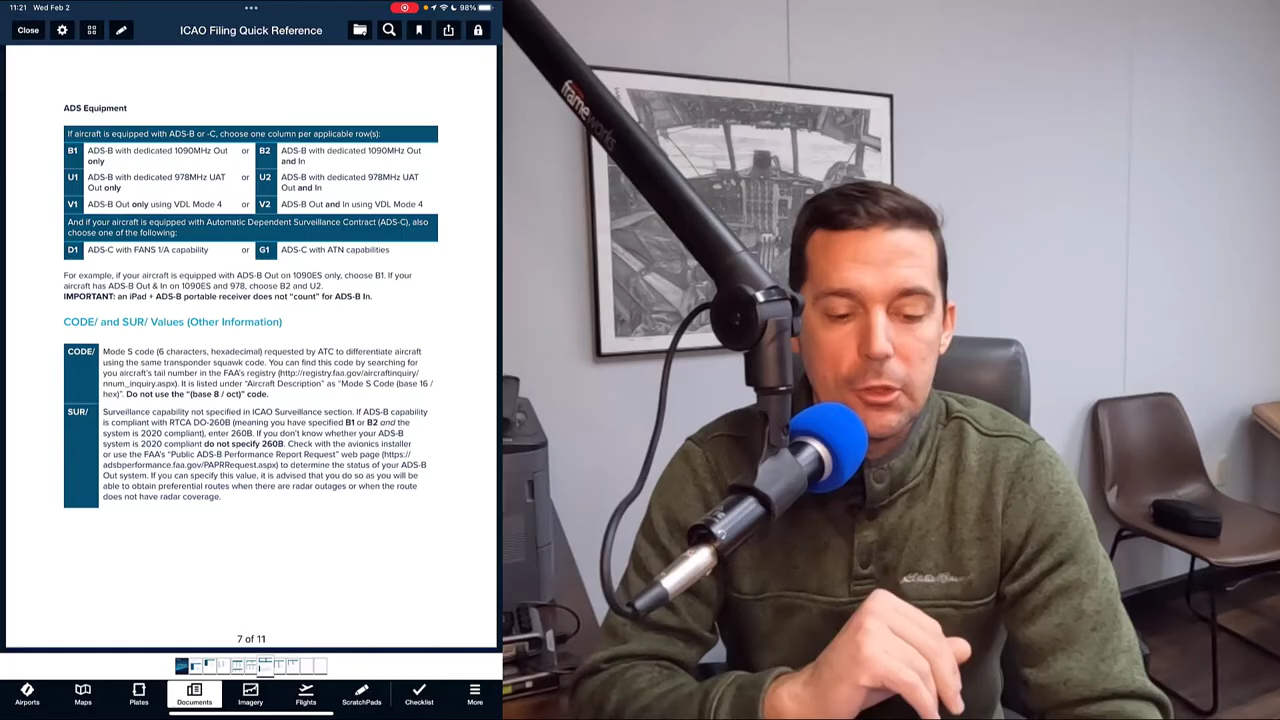 11:21 Wed Feb 2
98%
Close
ICAO Filing Quick Reference
ADS Equipment
If aircraft is equipped with ADS-B or -C, choose one column per applicable row(s):
B1 ADS-B with dedicated 1090MHz Out only or B2 ADS-B with dedicated 1090MHz Out and In
U1 ADS-B with dedicated 978MHz UAT Out only or U2 ADS-B with dedicated 978MHz UAT Out and In
V1 ADS-B Out only using VDL Mode 4 or V2 ADS-B Out and In using VDL Mode 4
And if your aircraft is equipped with Automatic Dependent Surveillance Contract (ADS-C), also
choose one of the following:
D1 ADS-C with FANS 1/A capability or G1 ADS-C with ATN capabilities
For example, if your aircraft is equipped with ADS-B Out on 1090ES only, choose B1. If your
aircraft has ADS-B Out & In on 1090ES and 978, choose B2 and U2.
IMPORTANT: an iPad + ADS-B portable receiver does not "count" for ADS-B In.
CODE/ and SUR/ Values (Other Information)
CODE/ Mode S code (6 characters, hexadecimal) requested by ATC to differentiate aircraft
using the same transponder squawk code. You can find this code by searching for
you aircraft's tail number in the FAA's registry (http://registry.faa.gov/aircraftinquiry/
nnum_inquiry.aspx). It is listed under "Aircraft Description" as "Mode S Code (base 16 /
hex)". Do not use the "(base 8 / oct)" code.
SUR/ Surveillance capability not specified in ICAO Surveillance section. If ADS-B capability
is compliant with RTCA DO-260B (meaning you have specified B1 or B2 and the
system is 2020 compliant), enter 260B. If you don't know whether your ADS-B
system is 2020 compliant do not specify 260B. Check with the avionics installer
or use the FAA's "Public ADS-B Performance Report Request" web page (https://
adsbperformance.faa.gov/PAPRRequest.aspx) to determine the status of your ADS-B
Out system. If you can specify this value, it is advised that you do so as you will be
able to obtain preferential routes when there are radar outages or when the route
does not have radar coverage.
7 of 11
Airports Maps Plates Documents Imagery Flights ScratchPads Checklist More
frameworks
Eddie Bauer